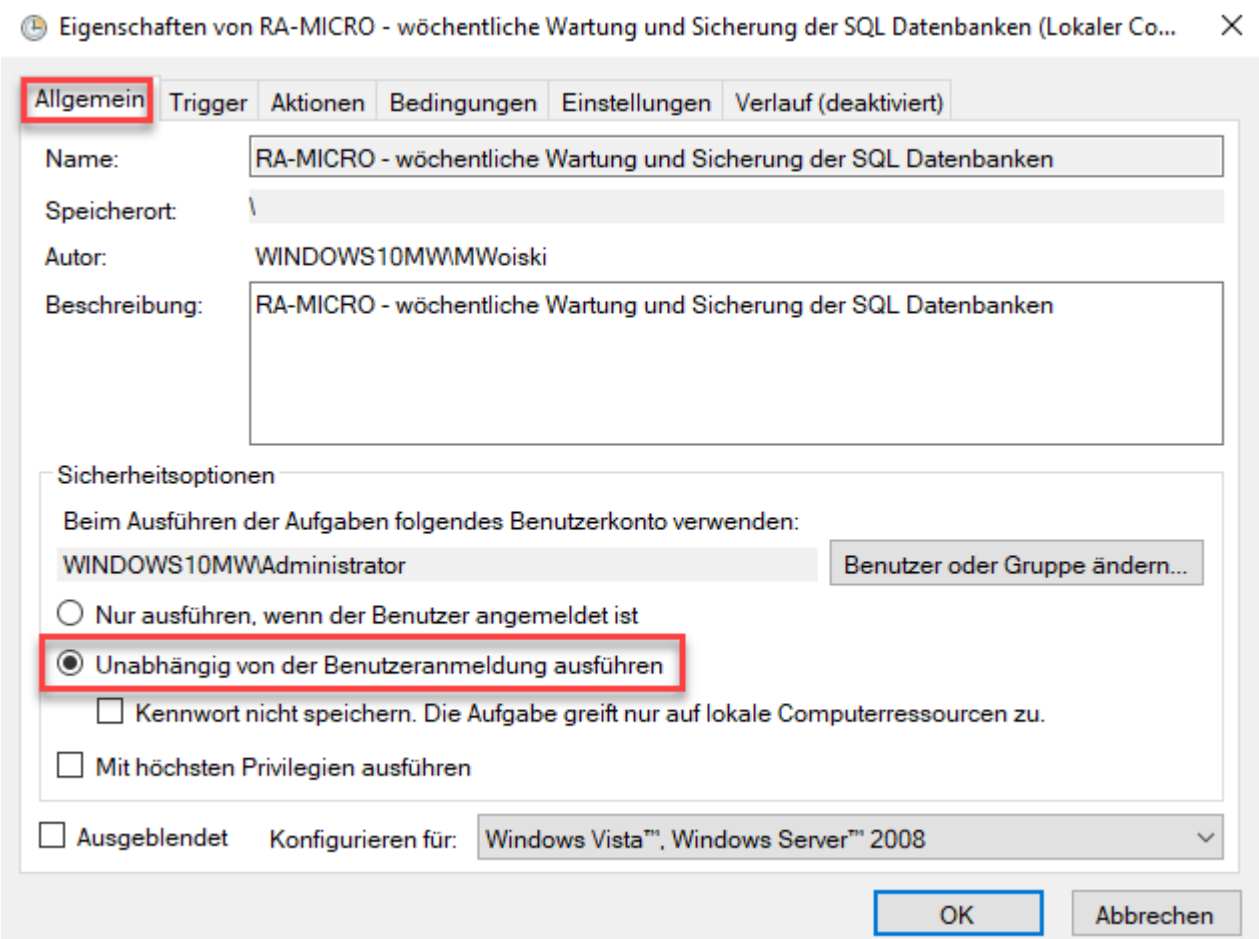 Eigenschaften von RA-MICRO - wöchentliche Wartung und Sicherung der SQL Datenbanken (Lokaler Co...
Allgemein Trigger Aktionen Bedingungen Einstellungen Verlauf (deaktiviert)
Name: RA-MICRO - wöchentliche Wartung und Sicherung der SQL Datenbanken
Speicherort: \
Autor: WINDOWS10MW\MWoiski
Beschreibung: RA-MICRO - wöchentliche Wartung und Sicherung der SQL Datenbanken
Sicherheitsoptionen
Beim Ausführen der Aufgaben folgendes Benutzerkonto verwenden:
WINDOWS10MW\Administrator Benutzer oder Gruppe ändern...
Nur ausführen, wenn der Benutzer angemeldet ist
Unabhängig von der Benutzeranmeldung ausführen
Kennwort nicht speichern. Die Aufgabe greift nur auf lokale Computerressourcen zu.
Mit höchsten Privilegien ausführen
Ausgeblendet Konfigurieren für: Windows Vista™, Windows Server™ 2008
OK Abbrechen